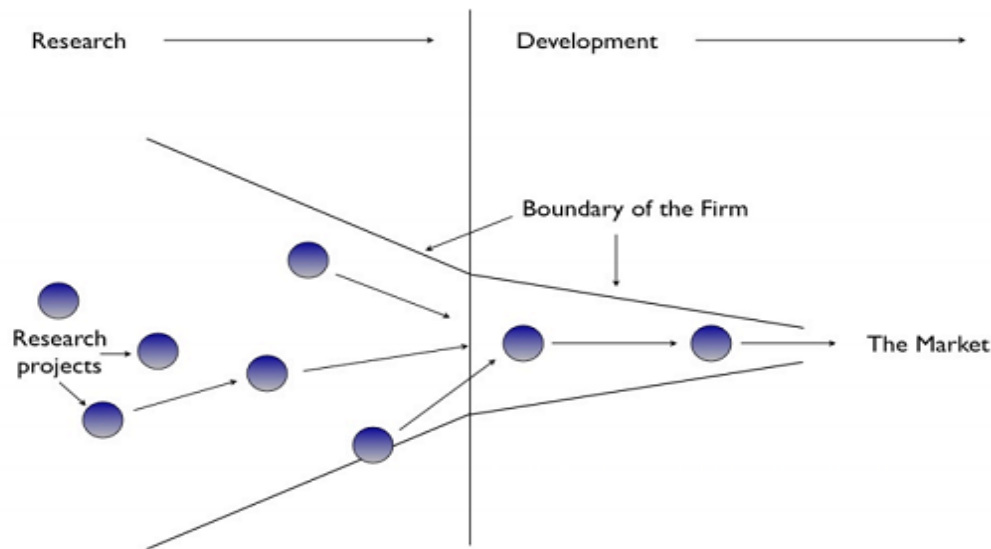 Research
Development
Boundary of the Firm
Research
projects
The Market